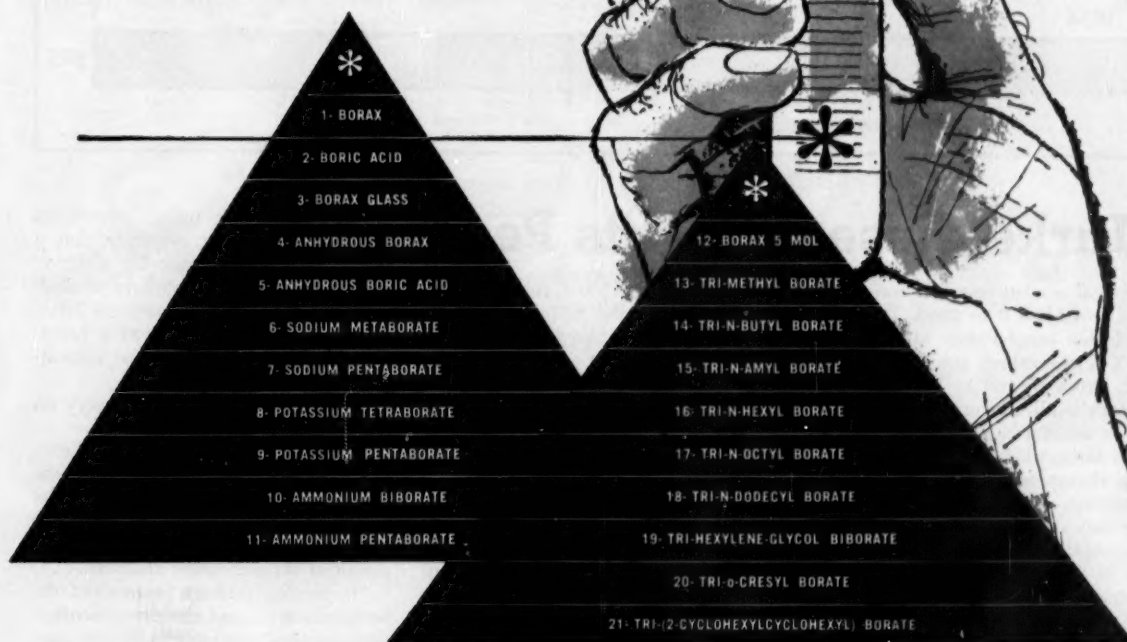 *
1- BORAX
2- BORIC ACID
3- BORAX GLASS
4- ANHYDROUS BORAX
5- ANHYDROUS BORIC ACID
6- SODIUM METABORATE
7- SODIUM PENTABORATE
8- POTASSIUM TETRABORATE
9- POTASSIUM PENTABORATE
10- AMMONIUM BIBORATE
11- AMMONIUM PENTABORATE
*
*
12- BORAX 5 MOL
13- TRI-METHYL BORATE
14- TRI-N-BUTYL BORATE
15- TRI-N-AMYL BORATE
16- TRI-N-HEXYL BORATE
17- TRI-N-OCTYL BORATE
18- TRI-N-DODECYL BORATE
19- TRI-HEXYLENE-GLYCOL BIBORATE
20- TRI-o-CRESYL BORATE
21- TRI-(2-CYCLOHEXYLCYCLOHEXYL) BORATE